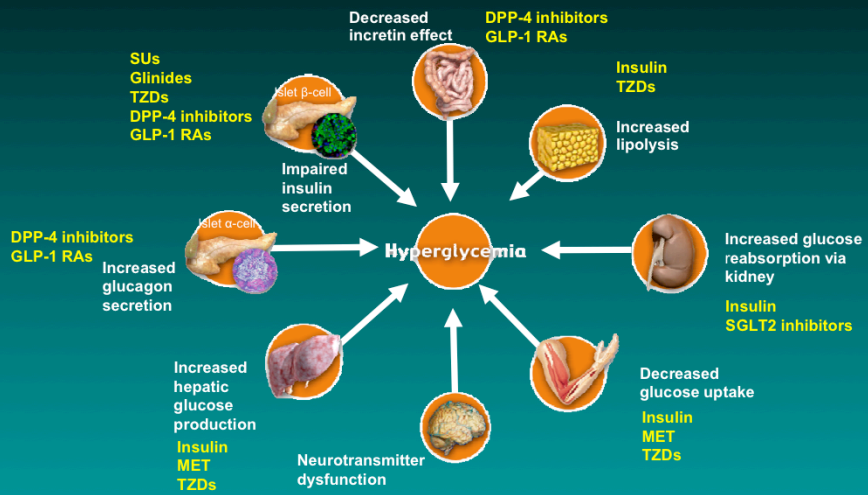 Decreased
incretin effect
DPP-4 inhibitors
GLP-1 RAs
SUs
Glinides
TZDs
DPP-4 inhibitors
GLP-1 RAs
Islet β-cell
Impaired
insulin
secretion
Insulin
TZDs
Increased
lipolysis
DPP-4 inhibitors
GLP-1 RAs
Islet α-cell
Increased
glucagon
secretion
Hyperglycemia
Increased glucose
reabsorption via
kidney
Insulin
SGLT2 inhibitors
Increased
hepatic
glucose
production
Insulin
MET
TZDs
Neurotransmitter
dysfunction
Decreased
glucose uptake
Insulin
MET
TZDs